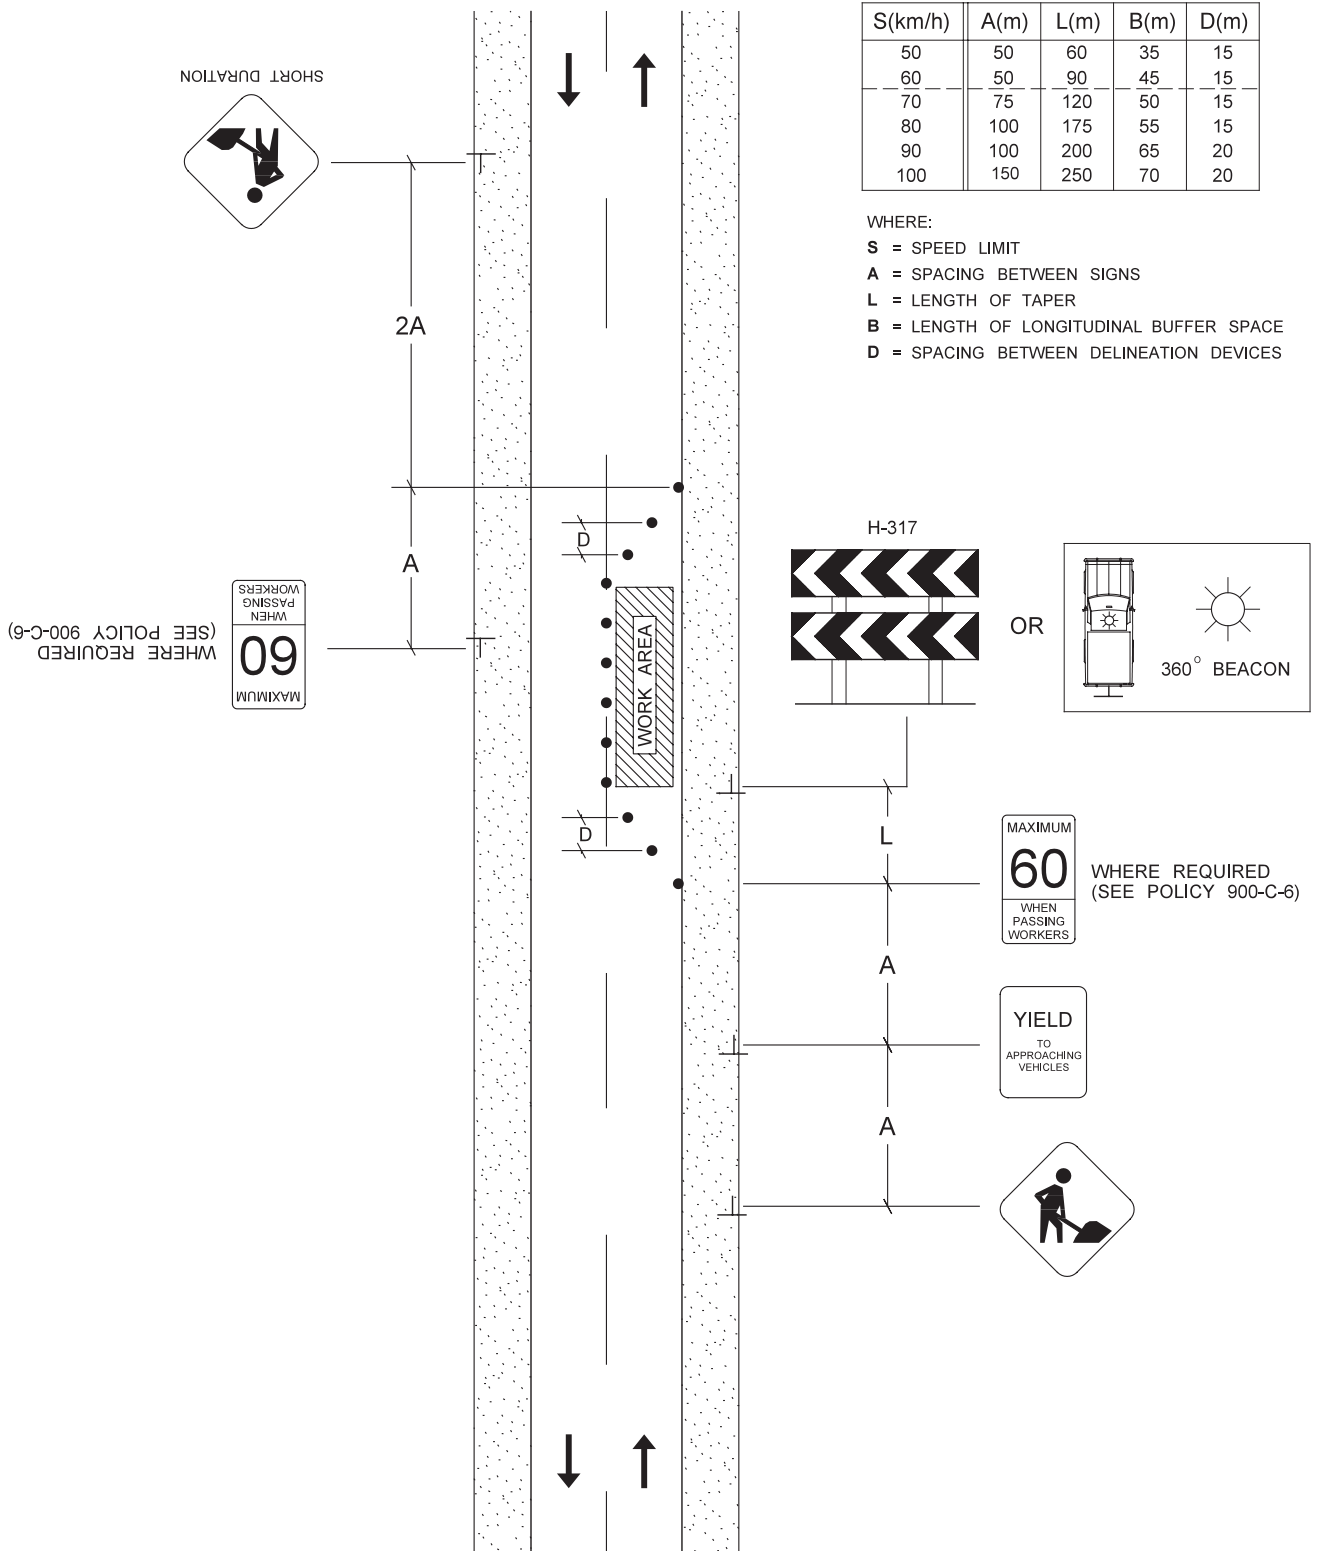 S(km/h) A(m) L(m) B(m) D(m)
50 50 60 35 15
60 50 90 45 15
70 75 120 50 15
80 100 175 55 15
90 100 200 65 20
100 150 250 70 20
WHERE:
S = SPEED LIMIT
A = SPACING BETWEEN SIGNS
L = LENGTH OF TAPER
B = LENGTH OF LONGITUDINAL BUFFER SPACE
D = SPACING BETWEEN DELINEATION DEVICES
SHORT DURATION
2A
A
D
MAXIMUM
60
WHEN
PASSING
WORKERS
WHERE REQUIRED
(SEE POLICY 900-C-6)
WORK AREA
D
H-317
OR
360° BEACON
L
MAXIMUM
60
WHEN
PASSING
WORKERS
WHERE REQUIRED
(SEE POLICY 900-C-6)
A
YIELD
TO
APPROACHING
VEHICLES
A